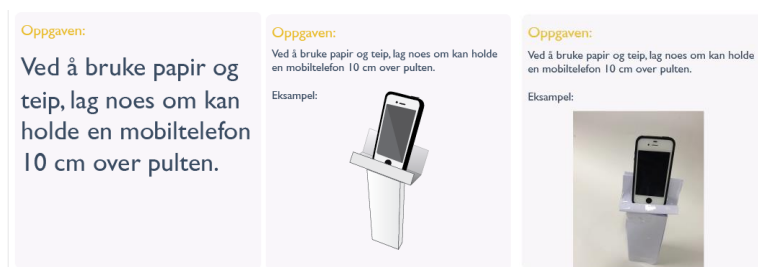 Oppgaven:
Ved å bruke papir og
teip, lag noes om kan
holde en mobiltelefon
10 cm over pulten.
Oppgaven:
Ved å bruke papir og teip, lag noes om kan holde
en mobiltelefon 10 cm over pulten.
Eksampel:
Oppgaven:
Ved å bruke papir og teip, lag noes om kan holde
en mobiltelefon 10 cm over pulten.
Eksampel: